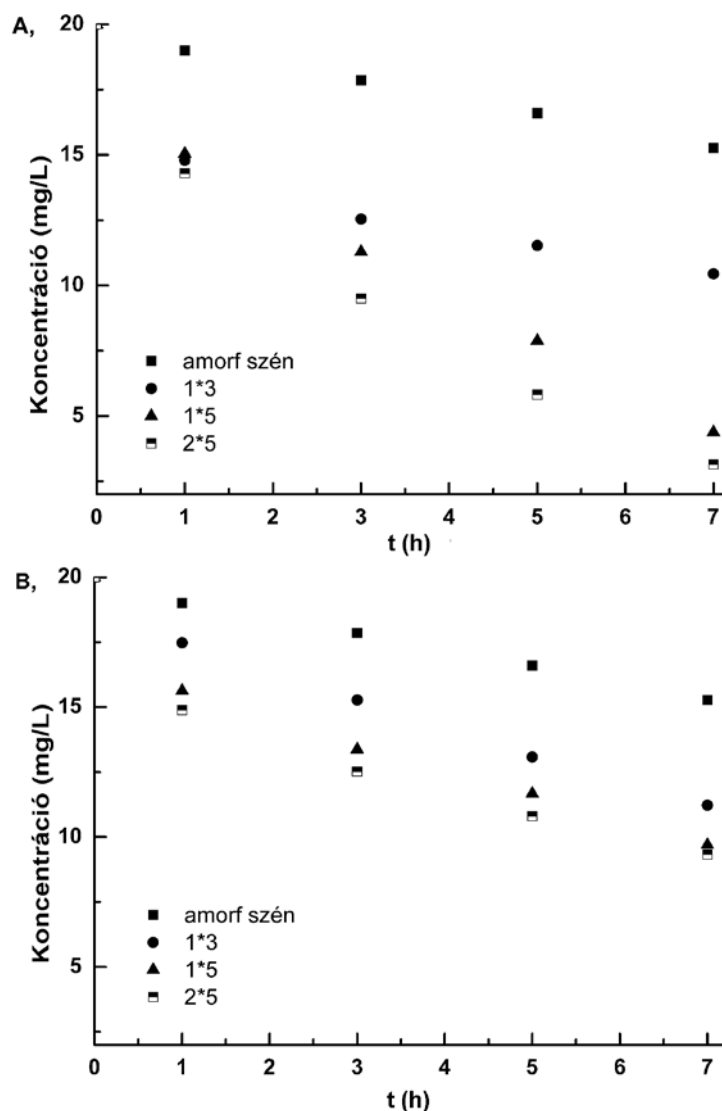 A,
Koncentráció (mg/L)
20
15
10
5
amorf szén
1*3
1*5
2*5
0 1 2 3 4 5 6 7
t (h)
B,
Koncentráció (mg/L)
20
15
10
5
amorf szén
1*3
1*5
2*5
0 1 2 3 4 5 6 7
t (h)